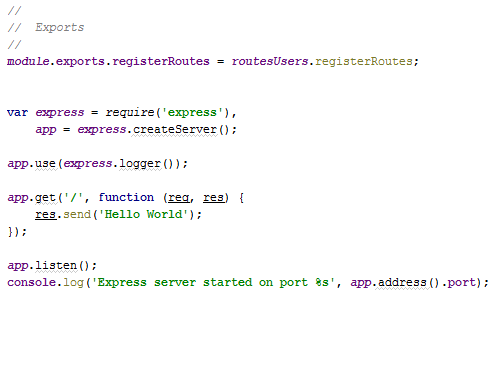 //
//  Exports
//
module.exports.registerRoutes = routesUsers.registerRoutes;
var express = require('express'),
    app = express.createServer();
app.use(express.logger());
app.get('/', function (req, res) {
    res.send('Hello World');
});
app.listen();
console.log('Express server started on port %s', app.address().port);